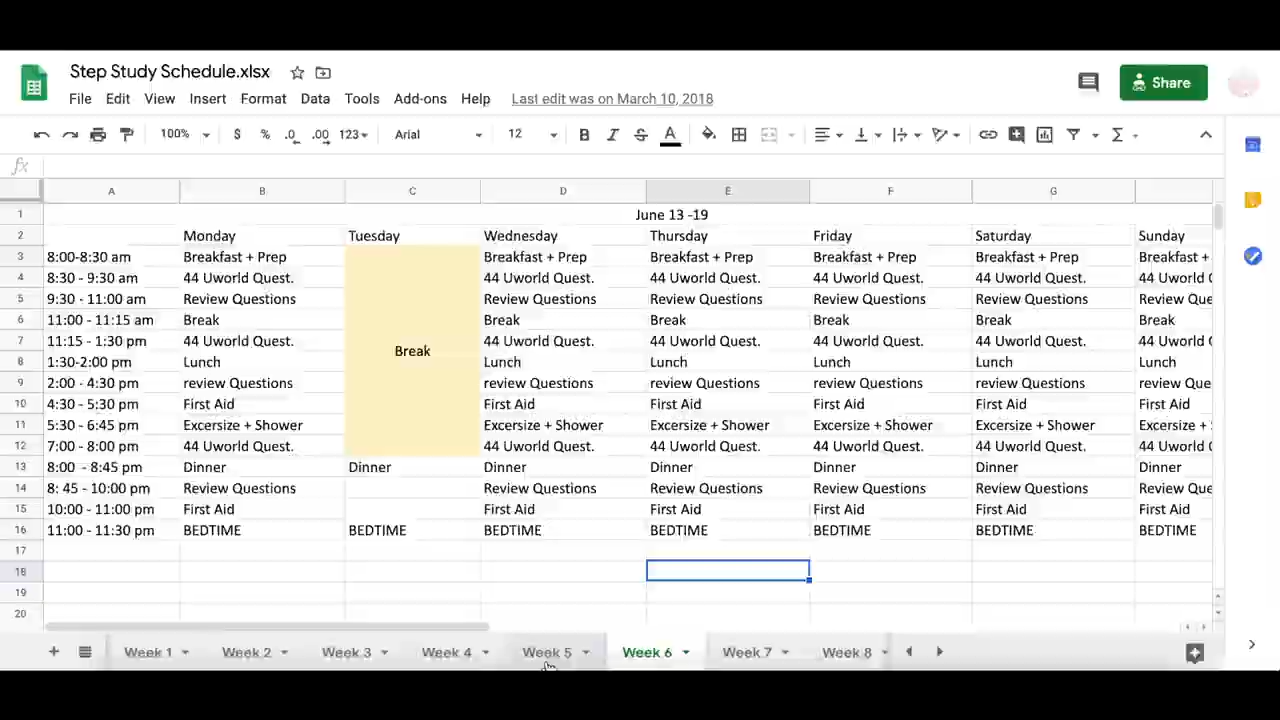 Step Study Schedule.xlsx
Share
File Edit View Insert Format Data Tools Add-ons Help Last edit was on March 10, 2018
100% $ % .0 .00 123 Arial 12 B I S A Σ
fx
A B C D E F G
1 June 13 -19
2 Monday Tuesday Wednesday Thursday Friday Saturday Sunday
3 8:00-8:30 am Breakfast + Prep Breakfast + Prep Breakfast + Prep Breakfast + Prep Breakfast + Prep Breakfast +
4 8:30 - 9:30 am 44 Uworld Quest. 44 Uworld Quest. 44 Uworld Quest. 44 Uworld Quest. 44 Uworld Quest. 44 Uworld
5 9:30 - 11:00 am Review Questions Review Questions Review Questions Review Questions Review Questions Review Que
6 11:00 - 11:15 am Break Break Break Break Break Break
7 11:15 - 1:30 pm 44 Uworld Quest. 44 Uworld Quest. 44 Uworld Quest. 44 Uworld Quest. 44 Uworld Quest. 44 Uworld
Break
8 1:30-2:00 pm Lunch Lunch Lunch Lunch Lunch Lunch
9 2:00 - 4:30 pm review Questions review Questions review Questions review Questions review Questions review Que
10 4:30 - 5:30 pm First Aid First Aid First Aid First Aid First Aid First Aid
11 5:30 - 6:45 pm Excersize + Shower Excersize + Shower Excersize + Shower Excersize + Shower Excersize + Shower Excersize +
12 7:00 - 8:00 pm 44 Uworld Quest. 44 Uworld Quest. 44 Uworld Quest. 44 Uworld Quest. 44 Uworld Quest. 44 Uworld
13 8:00 - 8:45 pm Dinner Dinner Dinner Dinner Dinner Dinner Dinner
14 8: 45 - 10:00 pm Review Questions Review Questions Review Questions Review Questions Review Questions Review Que
15 10:00 - 11:00 pm First Aid First Aid First Aid First Aid First Aid First Aid
16 11:00 - 11:30 pm BEDTIME BEDTIME BEDTIME BEDTIME BEDTIME BEDTIME BEDTIME
17
18
19
20
+ Week 1 Week 2 Week 3 Week 4 Week 5 Week 6 Week 7 Week 8